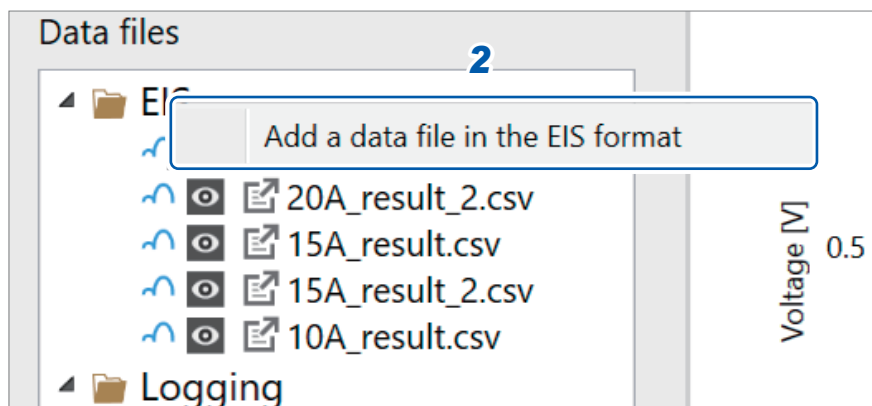 Data files
2
EIS
Add a data file in the EIS format
20A_result_2.csv
15A_result.csv
15A_result_2.csv
10A_result.csv
Logging
Voltage [V]
0.5